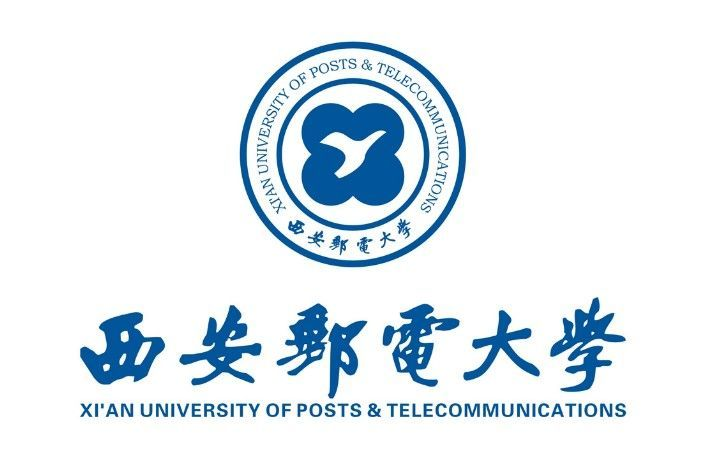 XI'AN UNIVERSITY OF POSTS & TELECOMMUNICATIONS
西安郵電大學
西安郵電大學
XI'AN UNIVERSITY OF POSTS & TELECOMMUNICATIONS